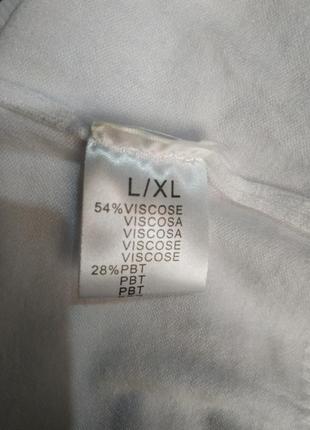 L/XL
54%VISCOSE
VISCOSA
VISCOSA
VISCOSE
VISCOSE
28%PBT
PBT
PBT